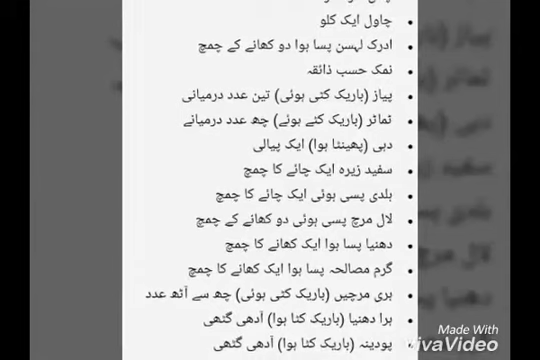 چاول ایک کلو
ادرک لہسن پسا ہوا دو کھانے کے چمچ
نمک حسب ذائقہ
پیاز (باریک کٹی ہوئی) تین عدد درمیانی
ٹماٹر (باریک کٹے ہوئے) چھ عدد درمیانے
دہی (پھینٹا ہوا) ایک پیالی
سفید زیرہ ایک چائے کا چمچ
ہلدی پسی ہوئی ایک چائے کا چمچ
لال مرچ پسی ہوئی دو کھانے کے چمچ
دھنیا پسا ہوا ایک کھانے کا چمچ
گرم مصالحہ پسا ہوا ایک کھانے کا چمچ
ہری مرچیں (باریک کٹی ہوئی) چھ سے آٹھ عدد
ہرا دھنیا (باریک کٹا ہوا) آدھی گٹھی
پودینہ (باریک کٹا ہوا) آدھی گٹھی
Made With
VivaVideo